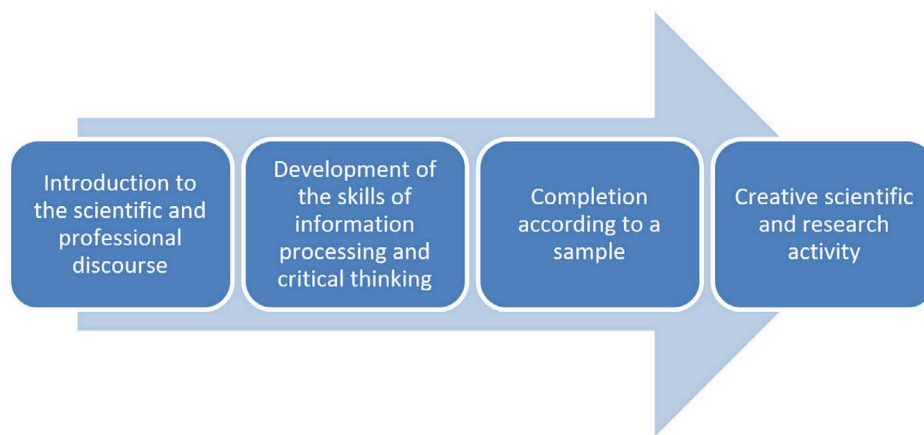 Introduction to
the scientific and
professional
discourse
Development of
the skills of
information
processing and
critical thinking
Completion
according to a
sample
Creative scientific
and research
activity